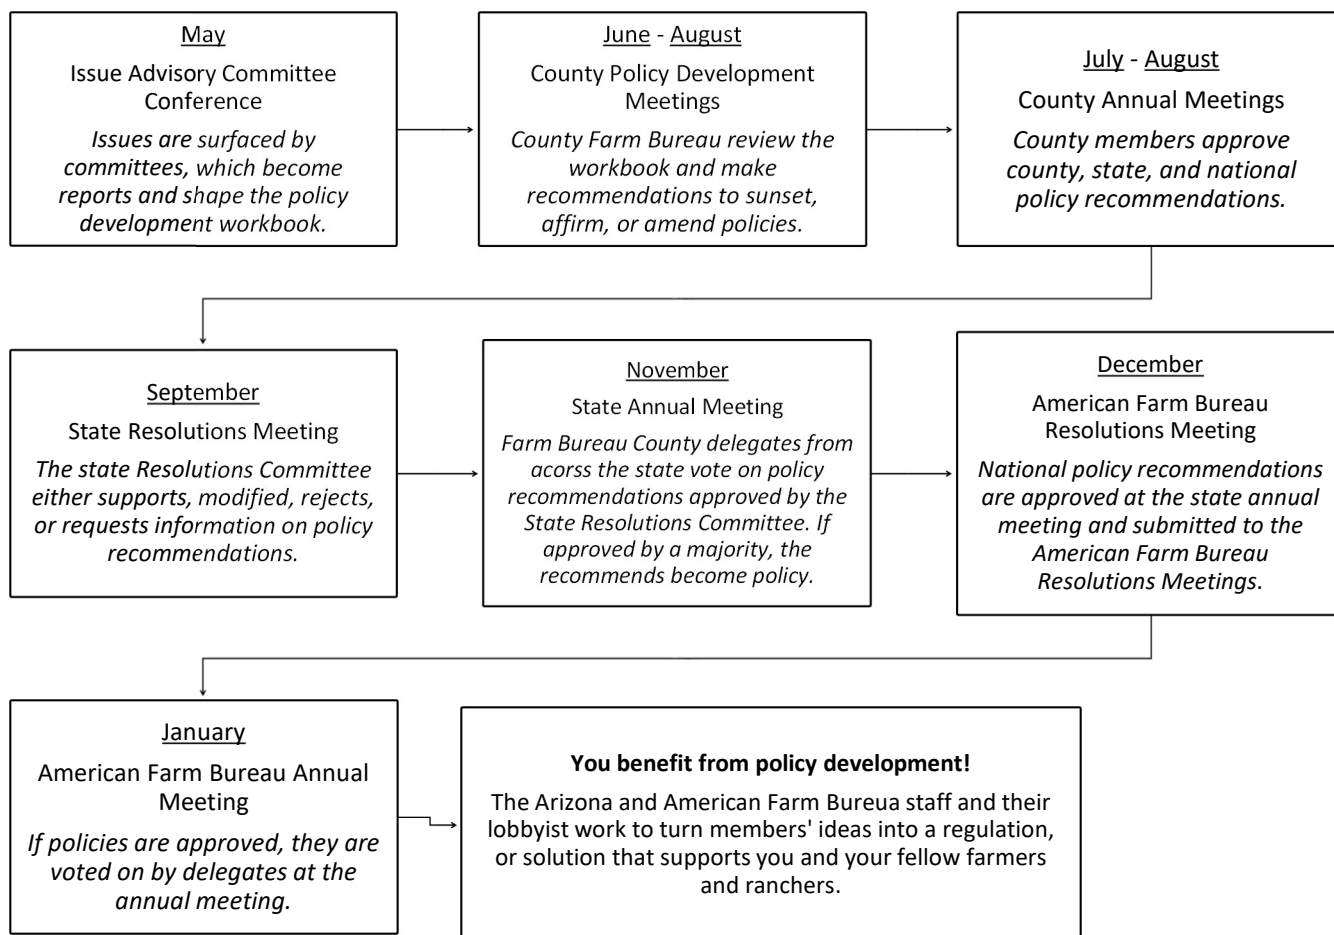 May
Issue Advisory Committee
Conference
Issues are surfaced by
committees, which become
reports and shape the policy
development workbook.
June - August
County Policy Development
Meetings
County Farm Bureau review the
workbook and make
recommendations to sunset,
affirm, or amend policies.
July - August
County Annual Meetings
County members approve
county, state, and national
policy recommendations.
September
State Resolutions Meeting
The state Resolutions Committee
either supports, modified, rejects,
or requests information on policy
recommendations.
November
State Annual Meeting
Farm Bureau County delegates from
acorss the state vote on policy
recommendations approved by the
State Resolutions Committee. If
approved by a majority, the
recommends become policy.
December
American Farm Bureau
Resolutions Meeting
National policy recommendations
are approved at the state annual
meeting and submitted to the
American Farm Bureau
Resolutions Meetings.
January
American Farm Bureau Annual
Meeting
If policies are approved, they are
voted on by delegates at the
annual meeting.
You benefit from policy development!
The Arizona and American Farm Bureua staff and their
lobbyist work to turn members' ideas into a regulation,
or solution that supports you and your fellow farmers
and ranchers.